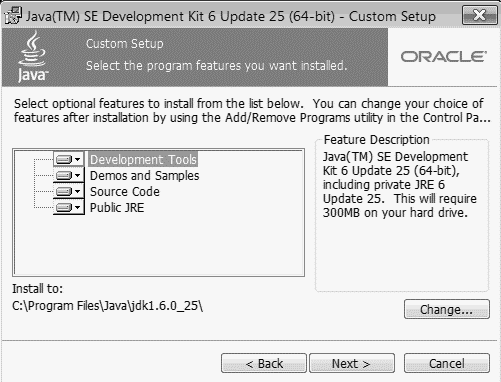 Java(TM) SE Development Kit 6 Update 25 (64-bit) - Custom Setup
Java
Custom Setup
Select the program features you want installed.
ORACLE
Select optional features to install from the list below. You can change your choice of
features after installation by using the Add/Remove Programs utility in the Control Pa...
Development Tools
Demos and Samples
Source Code
Public JRE
Feature Description
Java(TM) SE Development
Kit 6 Update 25 (64-bit),
including private JRE 6
Update 25. This will require
300MB on your hard drive.
Install to:
C:\Program Files\Java\jdk1.6.0_25\
Change...
< Back
Next >
Cancel